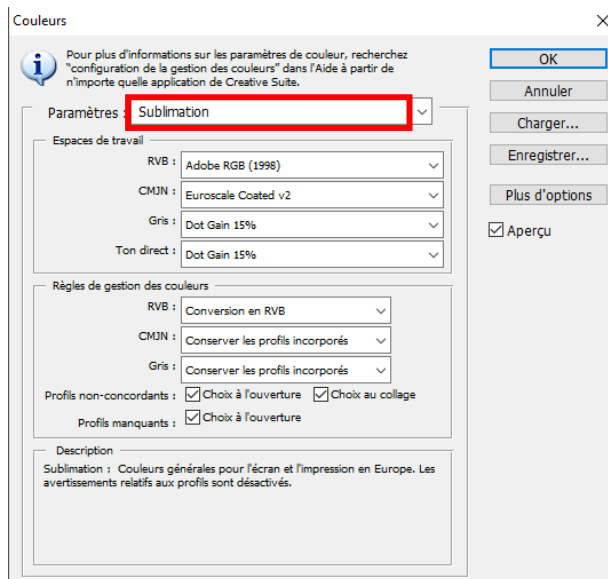 Couleurs
Pour plus d'informations sur les paramètres de couleur, recherchez
"configuration de la gestion des couleurs" dans l'Aide à partir de
n'importe quelle application de Creative Suite.
OK
Annuler
Charger...
Enregistrer...
Plus d'options
Aperçu
Paramètres : Sublimation
Espaces de travail
RVB : Adobe RGB (1998)
CMJN : Euroscale Coated v2
Gris : Dot Gain 15%
Ton direct : Dot Gain 15%
Règles de gestion des couleurs
RVB : Conversion en RVB
CMJN : Conserver les profils incorporés
Gris : Conserver les profils incorporés
Profils non-concordants : Choix à l'ouverture Choix au collage
Profils manquants : Choix à l'ouverture
Description
Sublimation : Couleurs générales pour l'écran et l'impression en Europe. Les
avertissements relatifs aux profils sont désactivés.